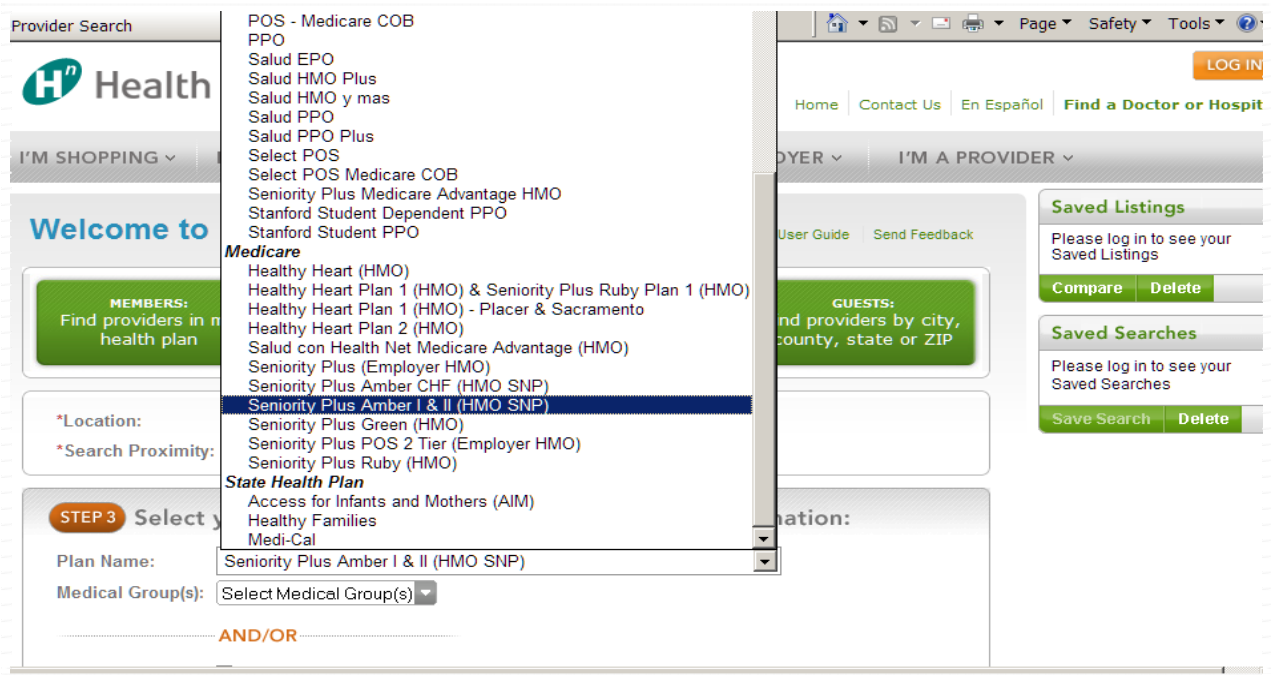 Provider Search
Page Safety Tools
Health
LOG IN
Home Contact Us En Español Find a Doctor or Hospit
I'M SHOPPING
OYER I'M A PROVIDER
POS - Medicare COB
PPO
Salud EPO
Salud HMO Plus
Salud HMO y mas
Salud PPO
Salud PPO Plus
Select POS
Select POS Medicare COB
Seniority Plus Medicare Advantage HMO
Stanford Student Dependent PPO
Stanford Student PPO
Medicare
Healthy Heart (HMO)
Healthy Heart Plan 1 (HMO) & Seniority Plus Ruby Plan 1 (HMO)
Healthy Heart Plan 1 (HMO) - Placer & Sacramento
Healthy Heart Plan 2 (HMO)
Salud con Health Net Medicare Advantage (HMO)
Seniority Plus (Employer HMO)
Seniority Plus Amber CHF (HMO SNP)
Seniority Plus Amber I & II (HMO SNP)
Seniority Plus Green (HMO)
Seniority Plus POS 2 Tier (Employer HMO)
Seniority Plus Ruby (HMO)
State Health Plan
Access for Infants and Mothers (AIM)
Healthy Families
Medi-Cal
Welcome to
User Guide Send Feedback
MEMBERS:
Find providers in m
health plan
GUESTS:
nd providers by city,
county, state or ZIP
*Location:
*Search Proximity:
STEP 3 Select y
mation:
Plan Name: Seniority Plus Amber I & II (HMO SNP)
Medical Group(s): Select Medical Group(s)
AND/OR
Saved Listings
Please log in to see your
Saved Listings
Compare Delete
Saved Searches
Please log in to see your
Saved Searches
Save Search Delete